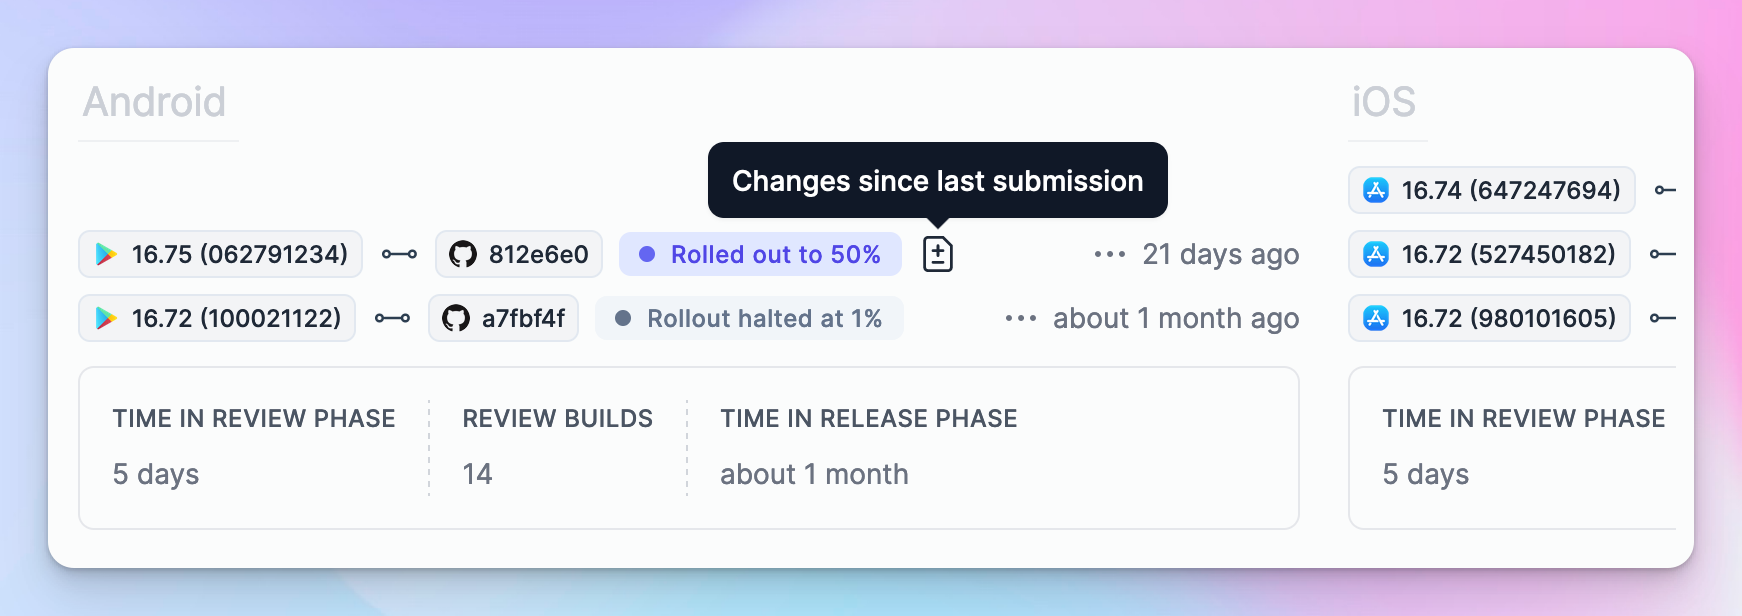 Android
Changes since last submission
16.75 (062791234) 812e6e0 Rolled out to 50% ••• 21 days ago
16.72 (100021122) a7fbf4f Rollout halted at 1% ••• about 1 month ago
TIME IN REVIEW PHASE REVIEW BUILDS TIME IN RELEASE PHASE
5 days 14 about 1 month
iOS
16.74 (647247694)
16.72 (527450182)
16.72 (980101605)
TIME IN REVIEW PHASE
5 days